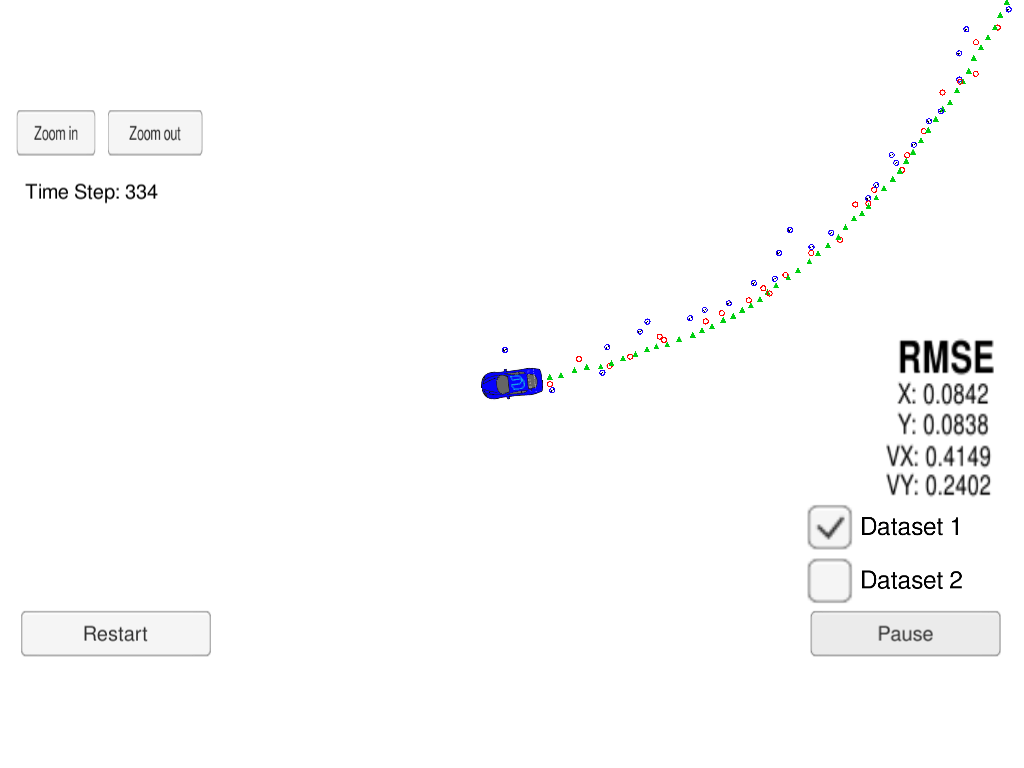 Zoom in
Zoom out
Time Step: 334
RMSE
X: 0.0842
Y: 0.0838
VX: 0.4149
VY: 0.2402
Dataset 1
Dataset 2
Restart
Pause